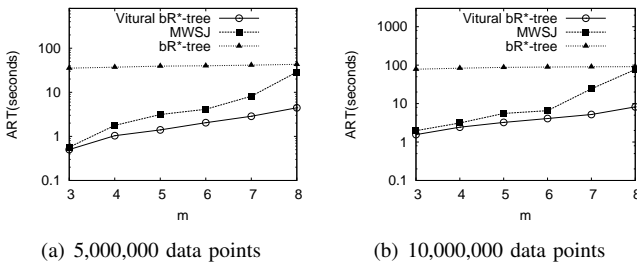 Vitural bR*-tree
MWSJ
bR*-tree
ART(seconds)
100
10
1
0.1
3 4 5 6 7 8
m
(a) 5,000,000 data points
Vitural bR*-tree
MWSJ
bR*-tree
ART(seconds)
1000
100
10
1
0.1
3 4 5 6 7 8
m
(b) 10,000,000 data points